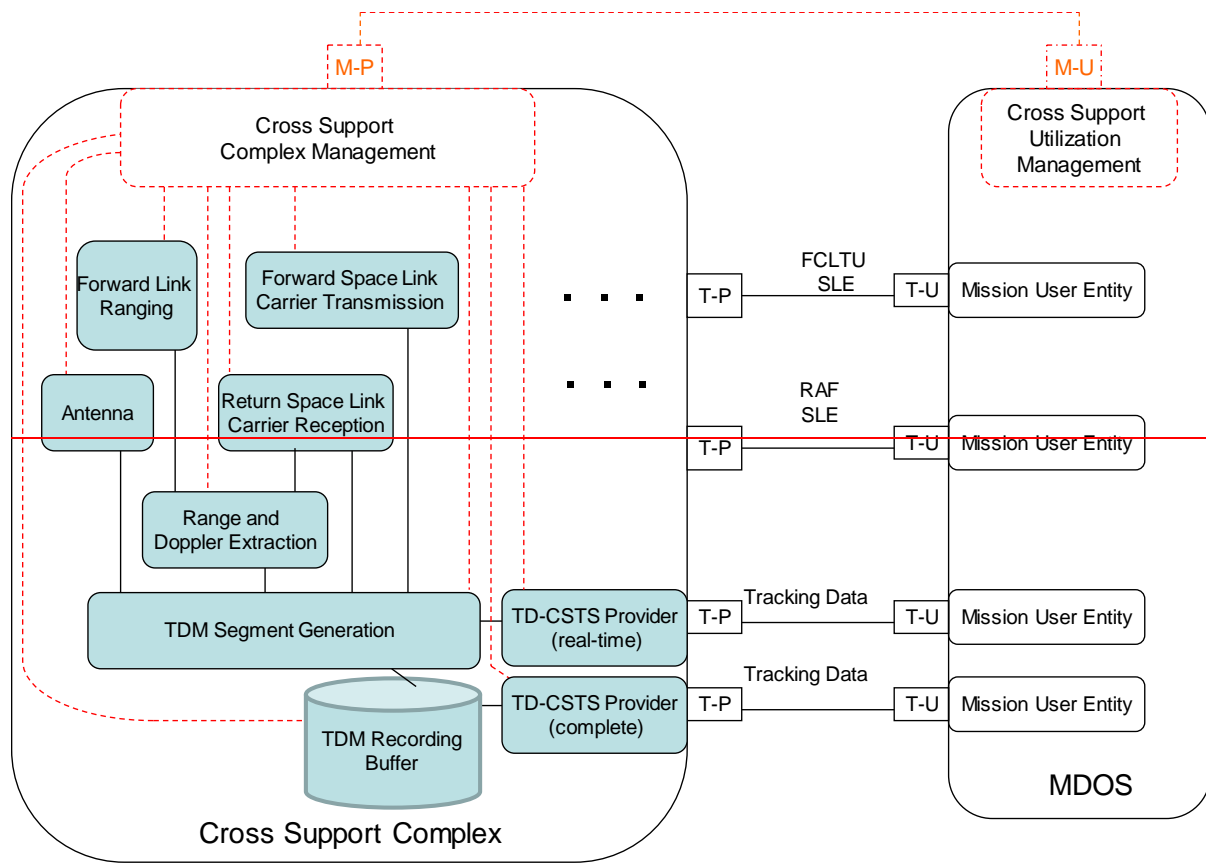 M-P
M-U
Cross Support
Complex Management
Cross Support
Utilization
Management
Forward Link
Ranging
Forward Space Link
Carrier Transmission
. . .
T-P
FCLTU
SLE
T-U
Mission User Entity
Antenna
Return Space Link
Carrier Reception
. . .
T-P
RAF
SLE
T-U
Mission User Entity
Range and
Doppler Extraction
TDM Segment Generation
TD-CSTS Provider
(real-time)
T-P
Tracking Data
T-U
Mission User Entity
TDM Recording
Buffer
TD-CSTS Provider
(complete)
T-P
Tracking Data
T-U
Mission User Entity
Cross Support Complex
MDOS